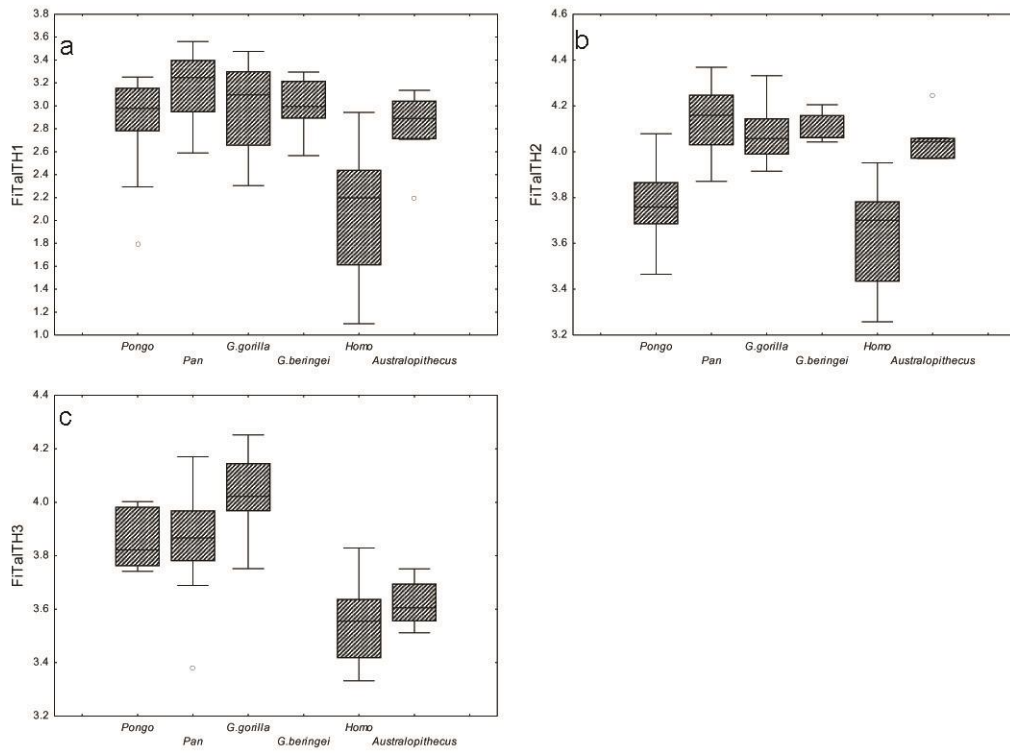 a
FiTalTH1
3.8
3.6
3.4
3.2
3.0
2.8
2.6
2.4
2.2
2.0
1.8
1.6
1.4
1.2
1.0
Pongo G.gorilla Homo
Pan G.beringei Australopithecus
b
FiTalTH2
4.6
4.4
4.2
4.0
3.8
3.6
3.4
3.2
Pongo G.gorilla Homo
Pan G.beringei Australopithecus
c
FiTalTH3
4.4
4.2
4.0
3.8
3.6
3.4
3.2
Pongo G.gorilla Homo
Pan G.beringei Australopithecus